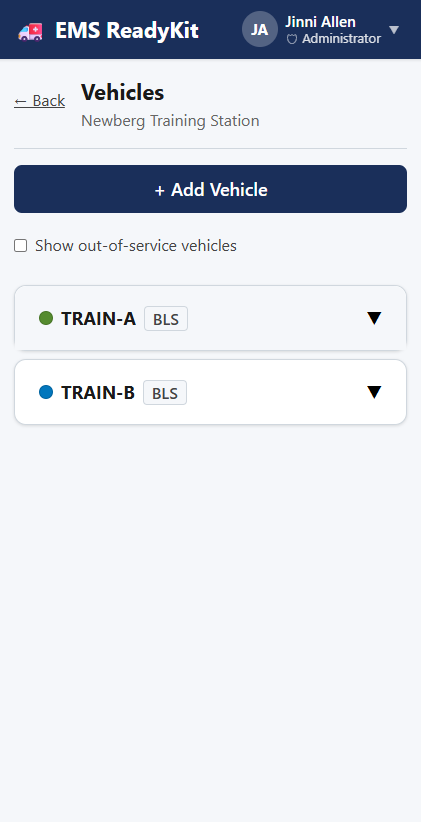 EMS ReadyKit
JA
Jinni Allen
Administrator
← Back
Vehicles
Newberg Training Station
+ Add Vehicle
Show out-of-service vehicles
TRAIN-A BLS
TRAIN-B BLS